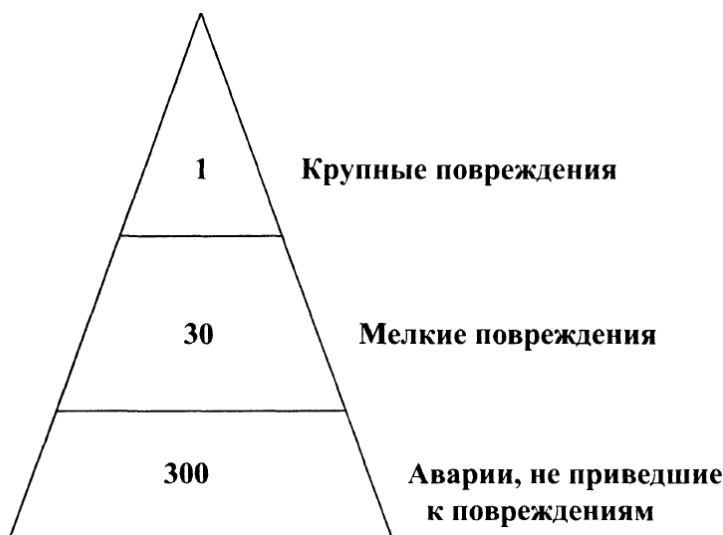 1 Крупные повреждения
30 Мелкие повреждения
300 Аварии, не приведшие
к повреждениям